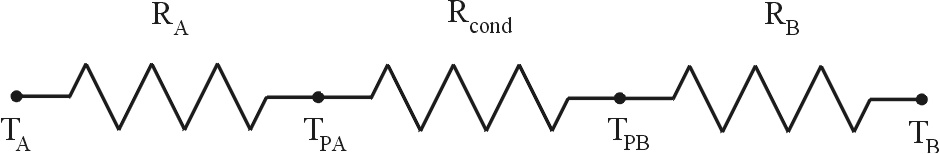 R_A R_cond R_B
T_A T_PA T_PB T_B